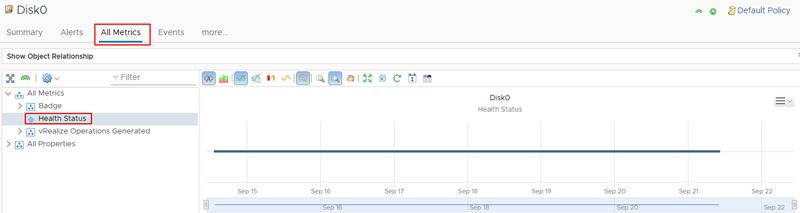 Disk0
Default Policy
Summary Alerts All Metrics Events more...
Show Object Relationship
Filter
All Metrics
Badge
Health Status
vRealize Operations Generated
All Properties
1
Disk0
Health Status
Sep 15 Sep 16 Sep 17 Sep 18 Sep 19 Sep 20 Sep 21 Sep 22
Sep 16 Sep 18 Sep 20 Sep 22